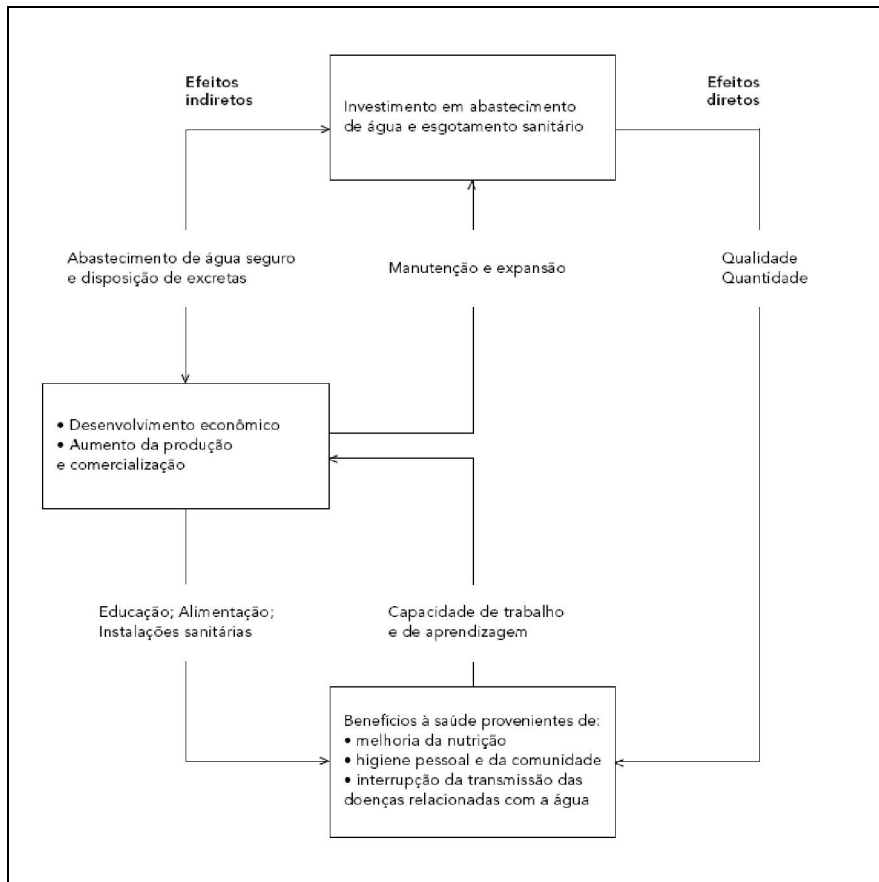 Efeitos
indiretos
Investimento em abastecimento
de água e esgotamento sanitário
Efeitos
diretos
Abastecimento de água seguro
e disposição de excretas
Manutenção e expansão
Qualidade
Quantidade
• Desenvolvimento econômico
• Aumento da produção
e comercialização
Educação; Alimentação;
Instalações sanitárias
Capacidade de trabalho
e de aprendizagem
Benefícios à saúde provenientes de:
• melhoria da nutrição
• higiene pessoal e da comunidade
• interrupção da transmissão das
doenças relacionadas com a água